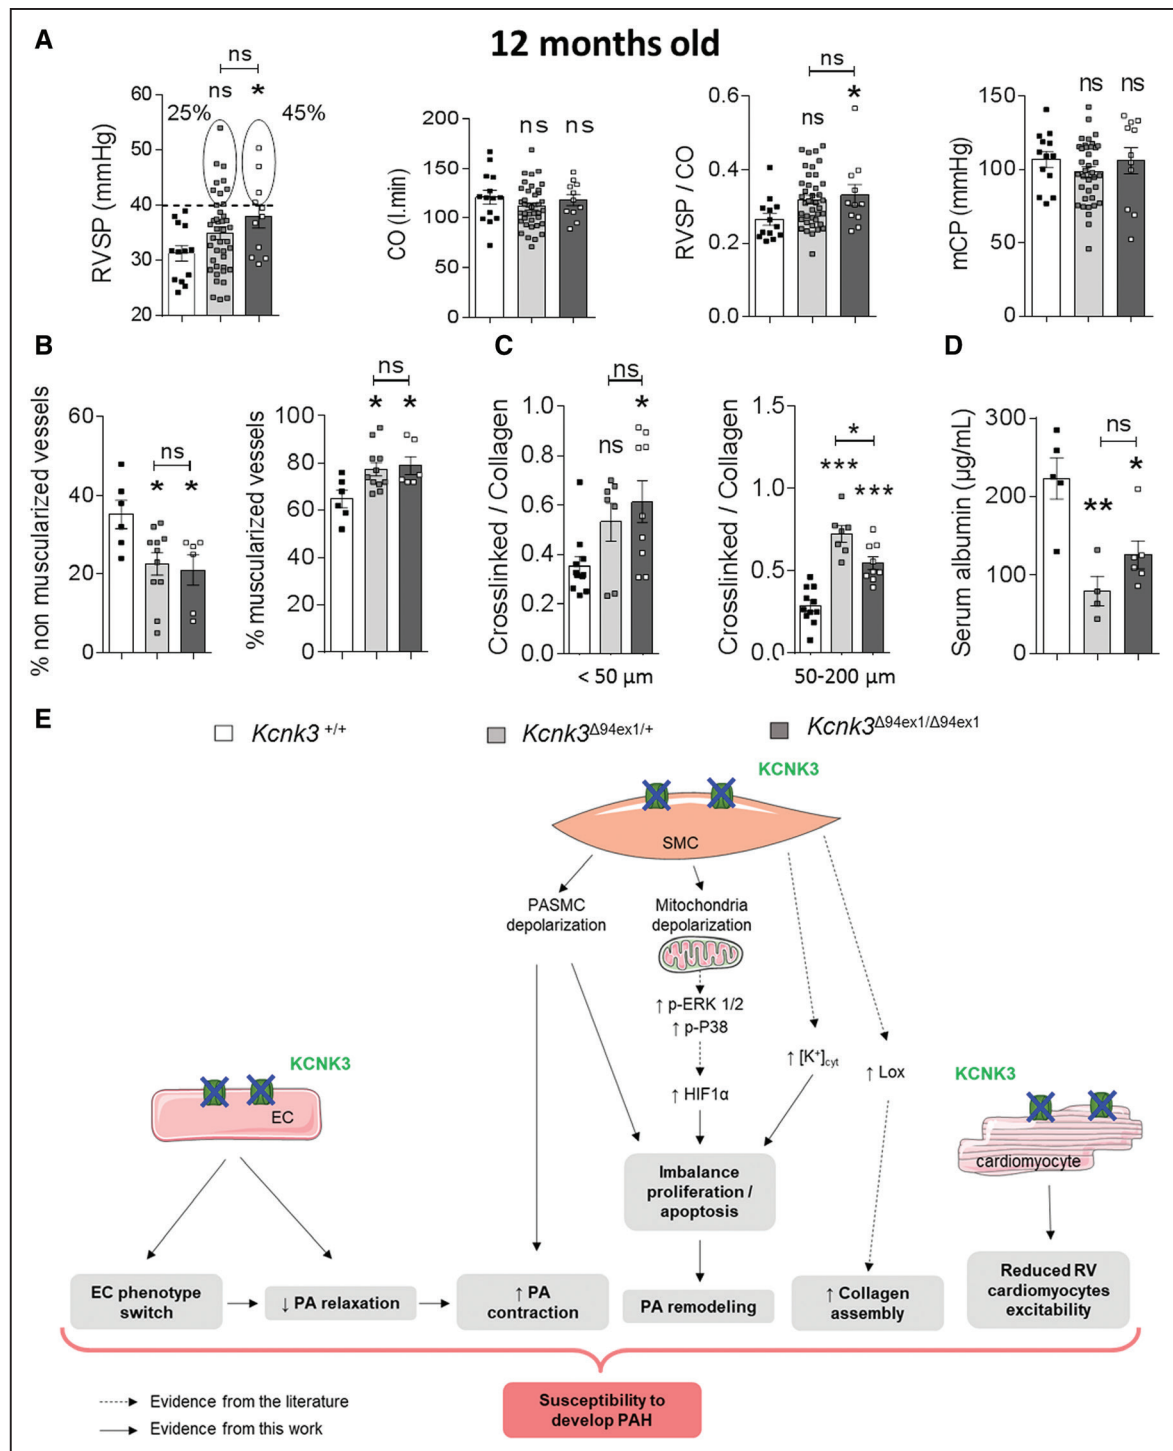 A
12 months old
ns
ns
*
25%
45%
RVSP (mmHg)
60
50
40
30
20
ns
ns
CO (l.min)
200
150
100
50
0
ns
ns
*
RVSP / CO
0.6
0.4
0.2
0.0
ns
ns
mCP (mmHg)
150
100
50
0
B
ns
*
*
% non muscularized vessels
60
40
20
0
ns
*
*
% muscularized vessels
100
80
60
40
20
0
C
ns
ns
*
Crosslinked / Collagen
1.0
0.8
0.6
0.4
0.2
0.0
< 50 µm
*
***
***
Crosslinked / Collagen
1.5
1.0
0.5
0.0
50-200 µm
D
ns
**
*
Serum albumin (µg/mL)
300
200
100
0
E
Kcnk3 +/+
Kcnk3Δ94ex1/+
Kcnk3Δ94ex1/Δ94ex1
KCNK3
SMC
PASMC
depolarization
Mitochondria
depolarization
↑ p-ERK 1/2
↑ p-P38
↑ HIF1α
↑ [K+]cyt
↑ Lox
KCNK3
EC
KCNK3
cardiomyocyte
Imbalance
proliferation /
apoptosis
EC phenotype
switch
↓ PA relaxation
↑ PA
contraction
PA remodeling
↑ Collagen
assembly
Reduced RV
cardiomyocytes
excitability
Susceptibility to
develop PAH
Evidence from the literature
Evidence from this work